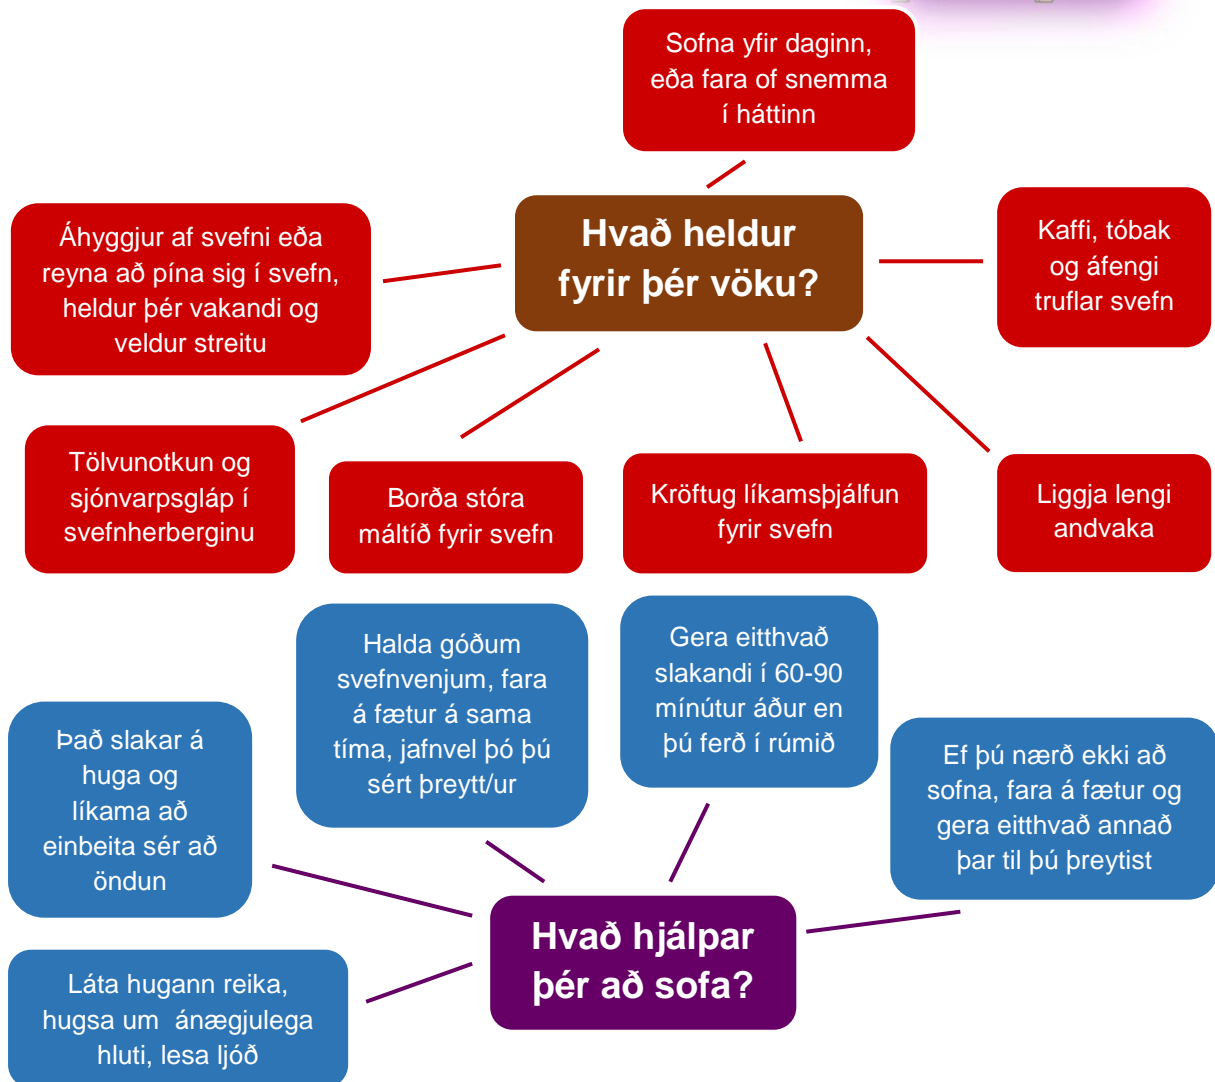 Sofna yfir daginn,
eða fara of snemma
í háttinn
Hvað heldur
fyrir þér vöku?
Áhyggjur af svefni eða
reyna að pína sig í svefn,
heldur þér vakandi og
veldur streitu
Kaffi, tóbak
og áfengi
truflar svefn
Tölvunotkun og
sjónvarpsgláp í
svefnherberginu
Borða stóra
máltíð fyrir svefn
Kröftug líkamsþjálfun
fyrir svefn
Liggja lengi
andvaka
Halda góðum
svefnvenjum, fara
á fætur á sama
tíma, jafnvel þó þú
sért þreytt/ur
Gera eitthvað
slakandi í 60-90
mínútur áður en
þú ferð í rúmið
Það slakar á
huga og
líkama að
einbeita sér að
öndun
Ef þú nærð ekki að
sofna, fara á fætur og
gera eitthvað annað
þar til þú þreytist
Hvað hjálpar
þér að sofa?
Láta hugann reika,
hugsa um  ánægjulega
hluti, lesa ljóð